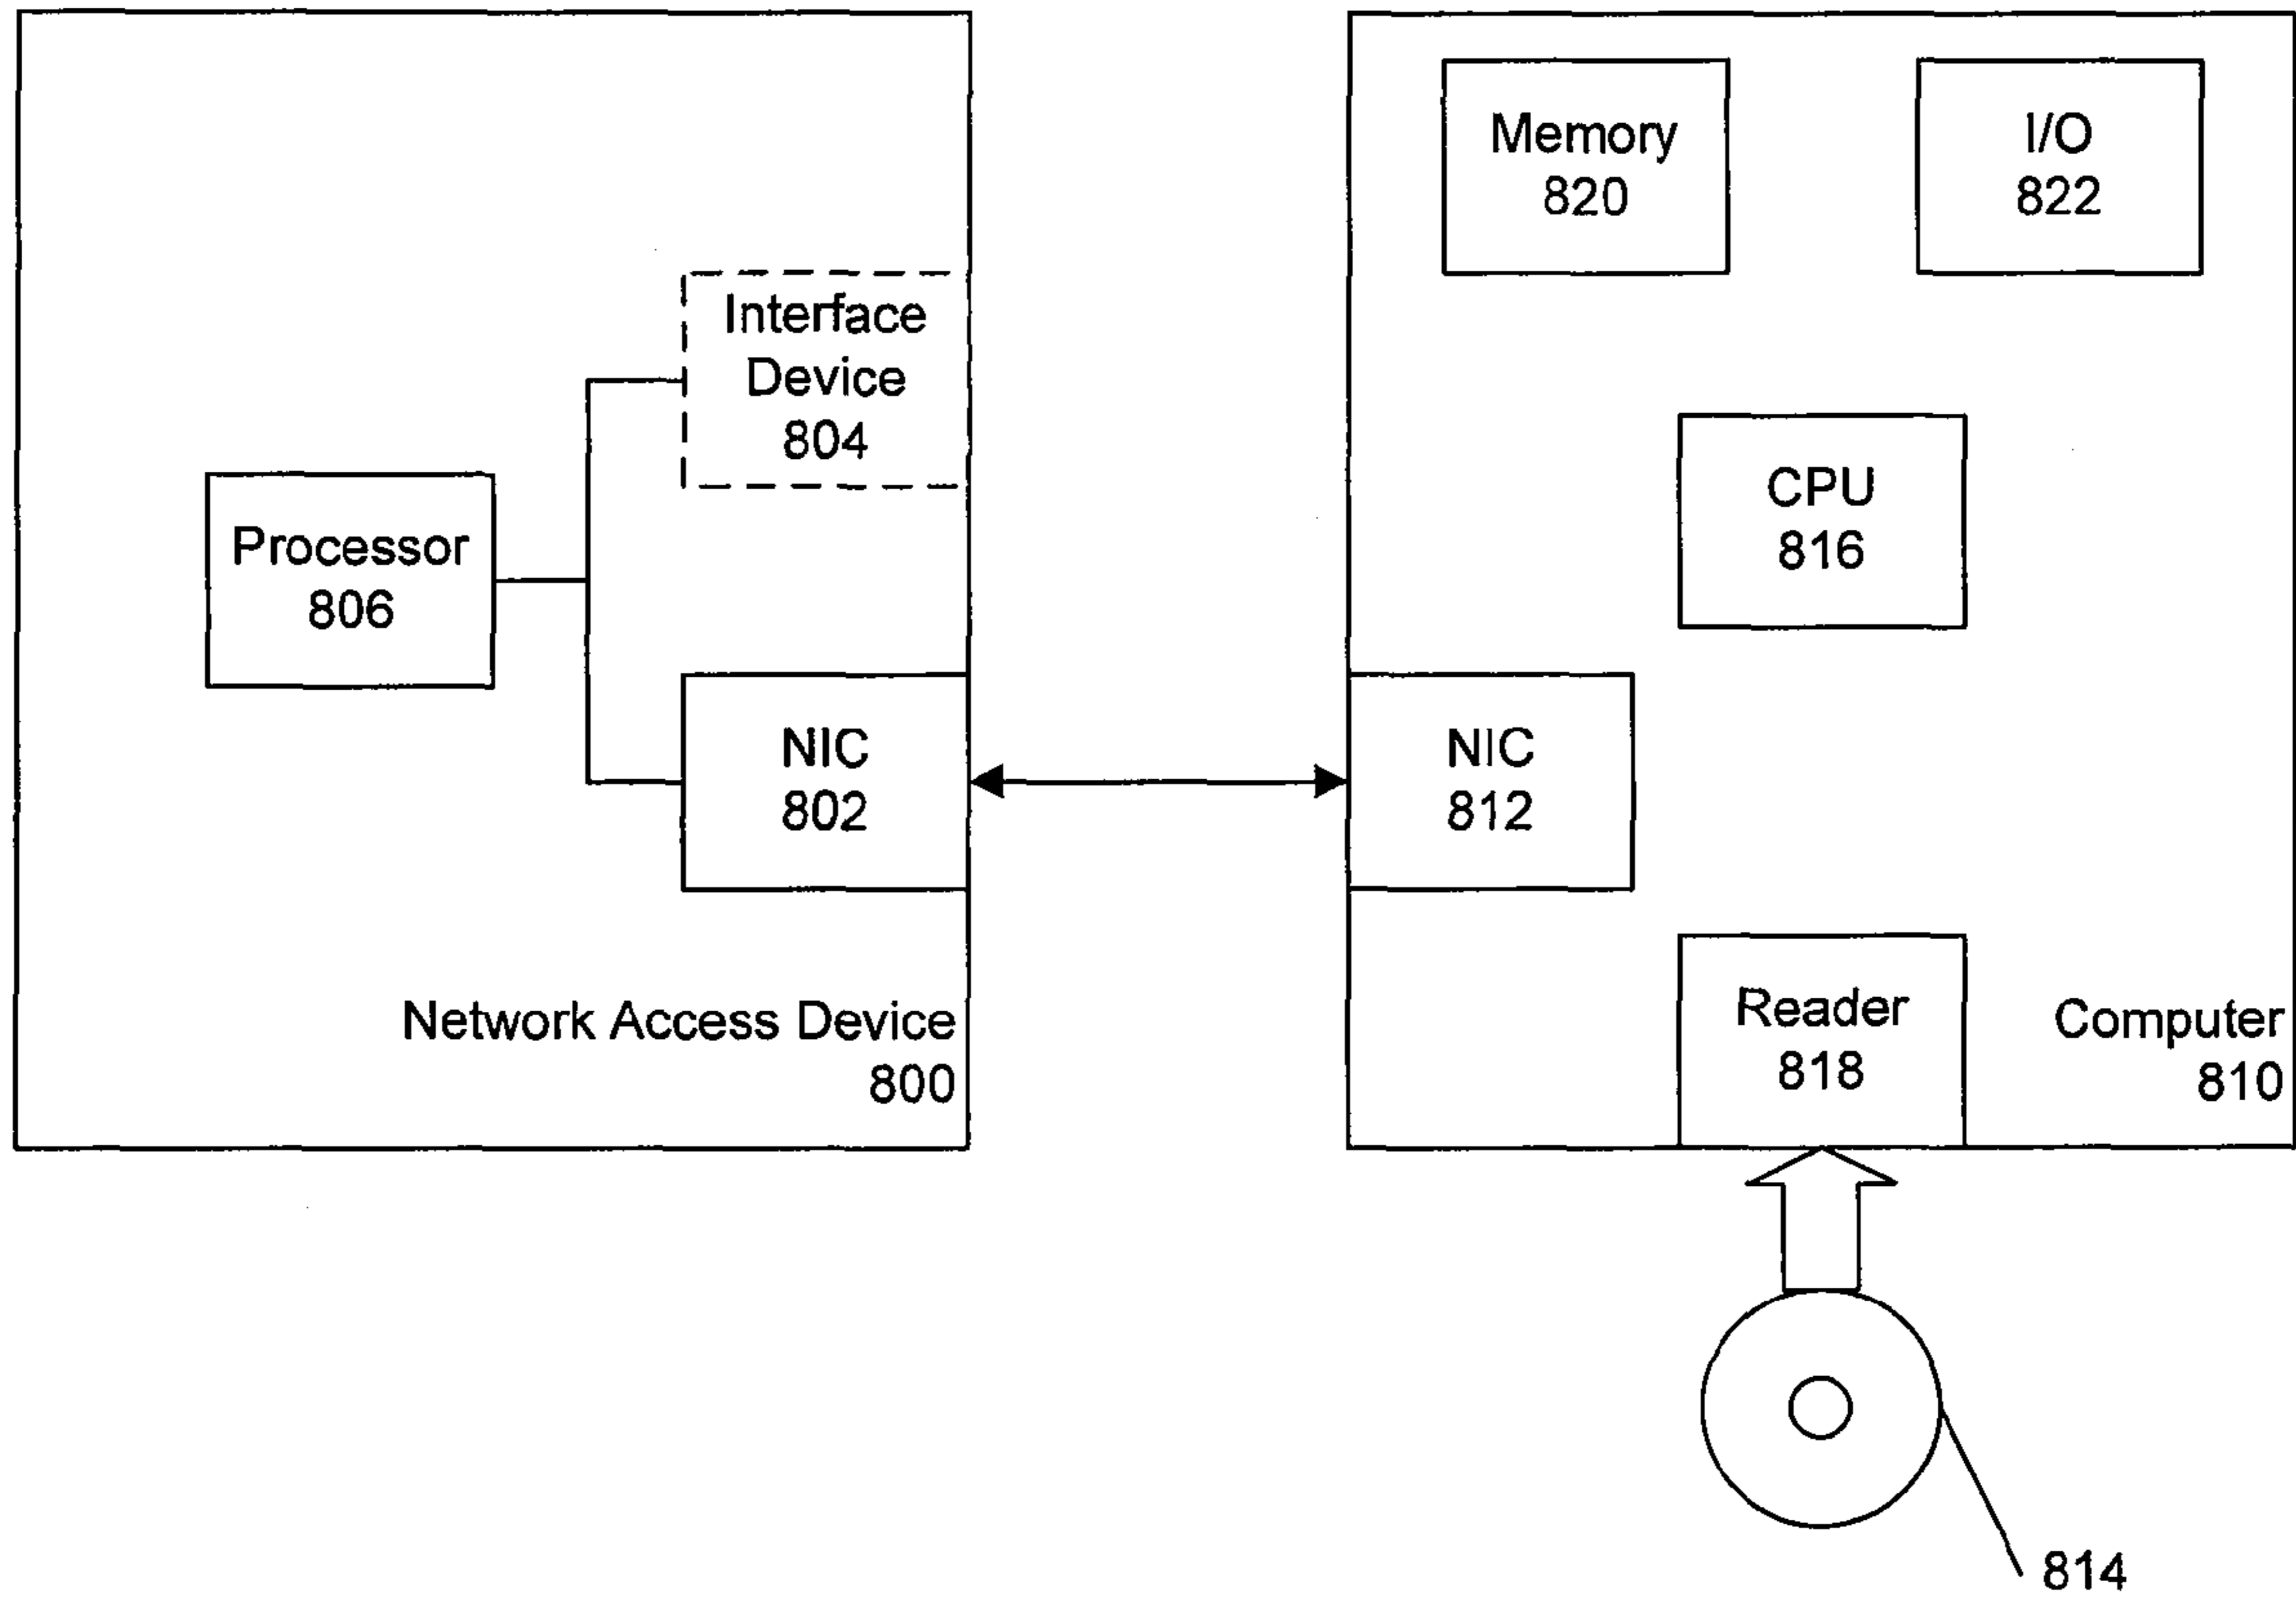 Memory
820
I/O
822
Interface
Device
804
CPU
816
Processor
806
NIC
802
NIC
812
Network Access Device
800
Reader
818
Computer
810
814